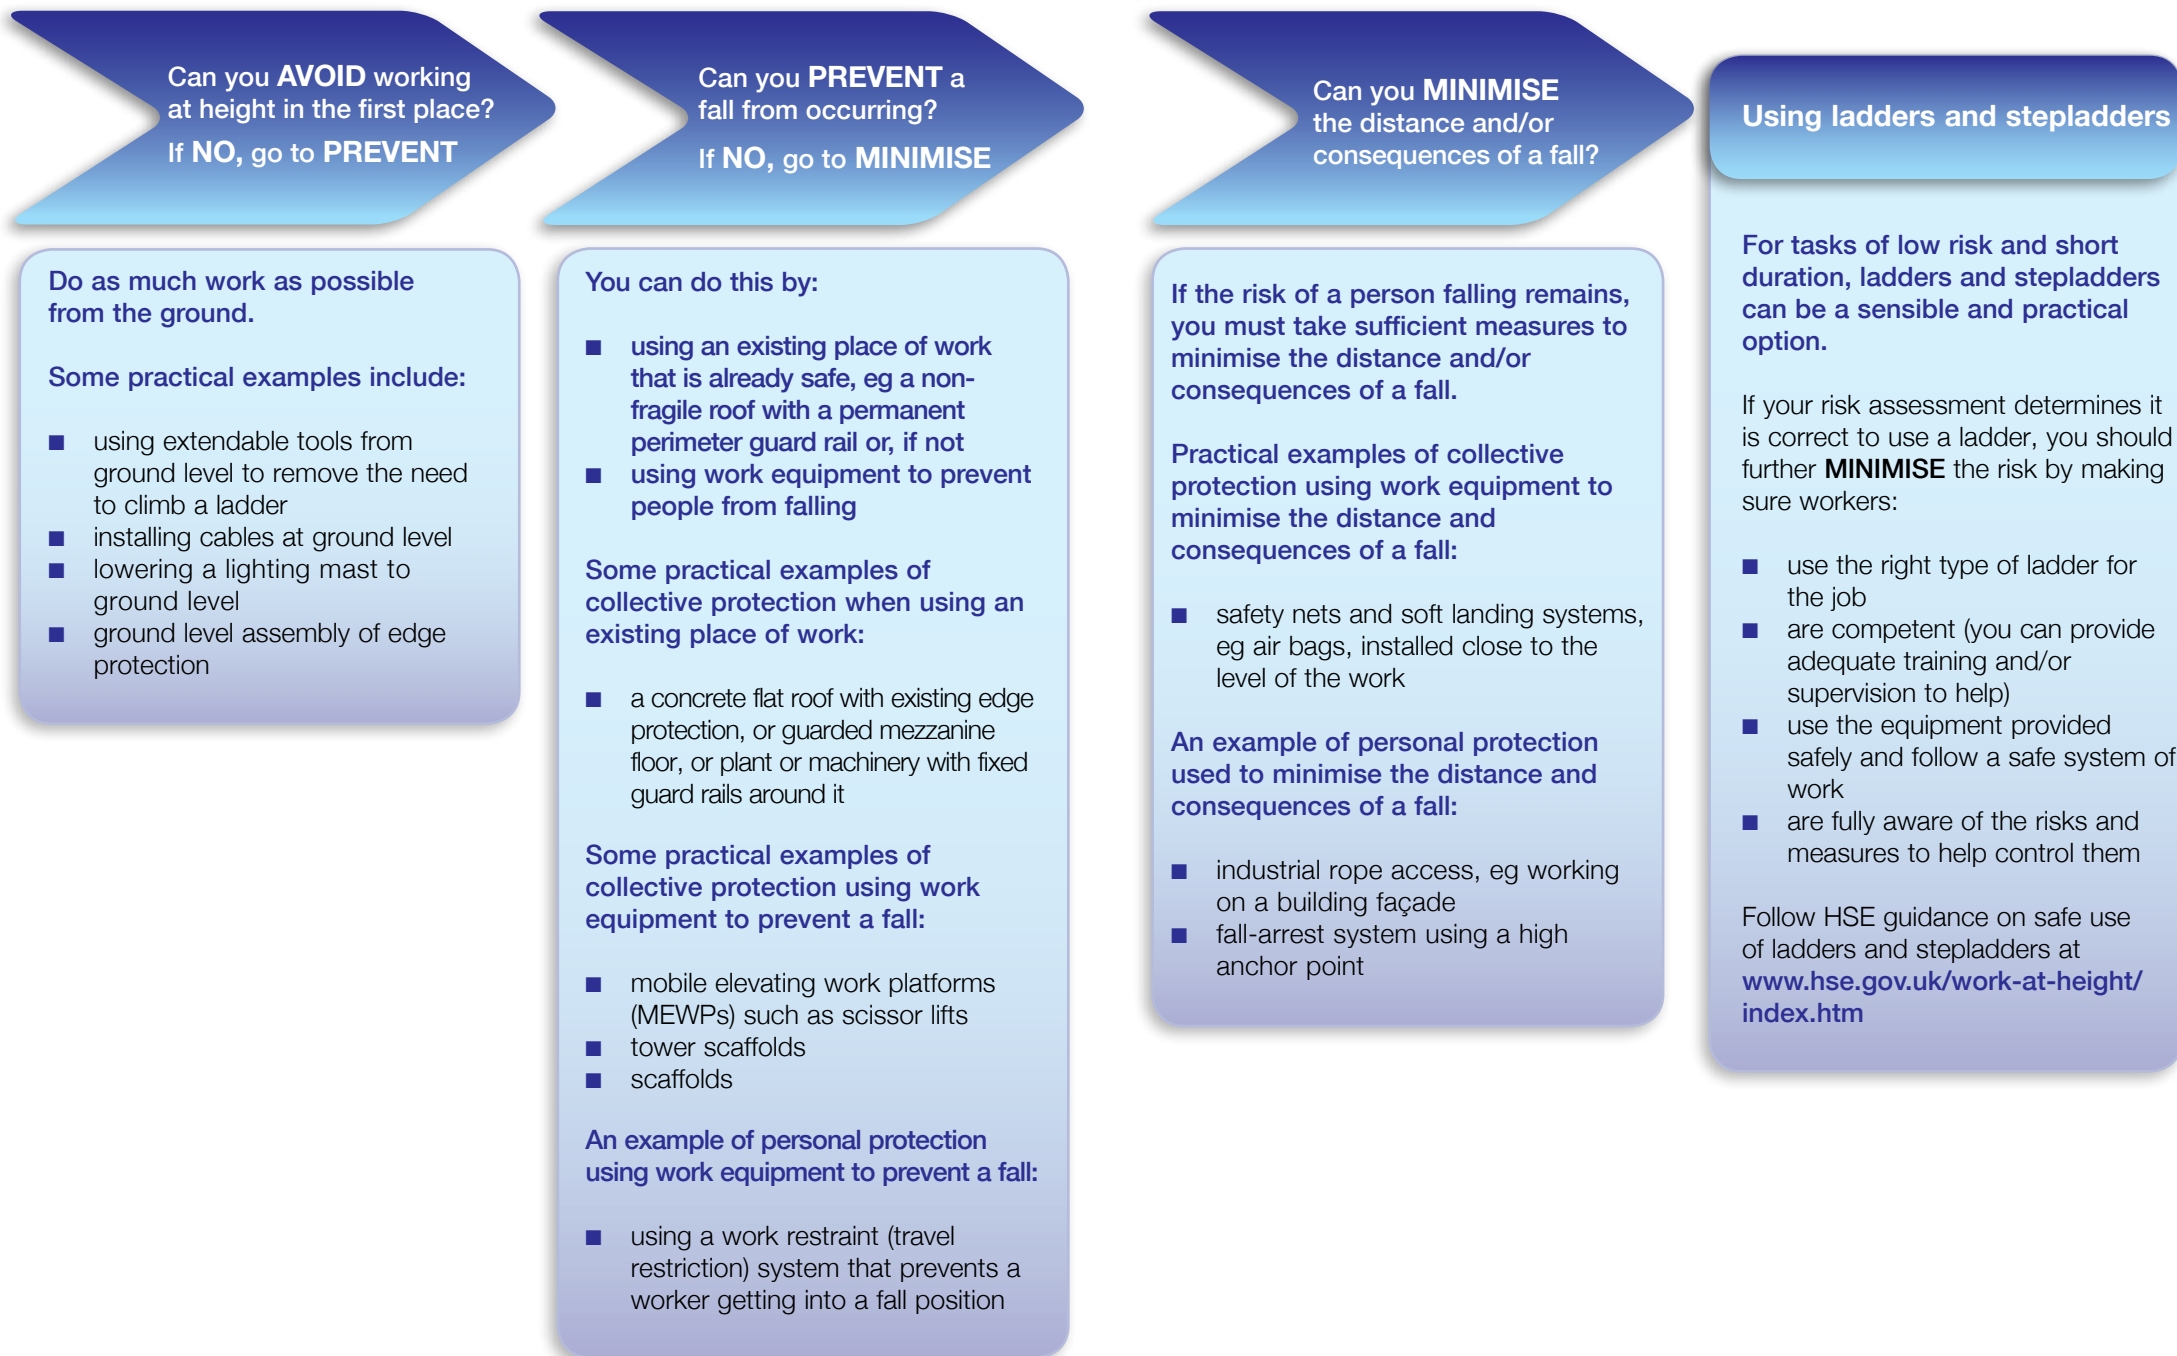 Can you AVOID working
at height in the first place?
If NO, go to PREVENT
Do as much work as possible
from the ground.
Some practical examples include:
■ using extendable tools from
ground level to remove the need
to climb a ladder
■ installing cables at ground level
■ lowering a lighting mast to
ground level
■ ground level assembly of edge
protection
Can you PREVENT a
fall from occurring?
If NO, go to MINIMISE
You can do this by:
■ using an existing place of work
that is already safe, eg a non-
fragile roof with a permanent
perimeter guard rail or, if not
■ using work equipment to prevent
people from falling
Some practical examples of
collective protection when using an
existing place of work:
■ a concrete flat roof with existing edge
protection, or guarded mezzanine
floor, or plant or machinery with fixed
guard rails around it
Some practical examples of
collective protection using work
equipment to prevent a fall:
■ mobile elevating work platforms
(MEWPs) such as scissor lifts
■ tower scaffolds
■ scaffolds
An example of personal protection
using work equipment to prevent a fall:
■ using a work restraint (travel
restriction) system that prevents a
worker getting into a fall position
Can you MINIMISE
the distance and/or
consequences of a fall?
If the risk of a person falling remains,
you must take sufficient measures to
minimise the distance and/or
consequences of a fall.
Practical examples of collective
protection using work equipment to
minimise the distance and
consequences of a fall:
■ safety nets and soft landing systems,
eg air bags, installed close to the
level of the work
An example of personal protection
used to minimise the distance and
consequences of a fall:
■ industrial rope access, eg working
on a building façade
■ fall-arrest system using a high
anchor point
Using ladders and stepladders
For tasks of low risk and short
duration, ladders and stepladders
can be a sensible and practical
option.
If your risk assessment determines it
is correct to use a ladder, you should
further MINIMISE the risk by making
sure workers:
■ use the right type of ladder for
the job
■ are competent (you can provide
adequate training and/or
supervision to help)
■ use the equipment provided
safely and follow a safe system of
work
■ are fully aware of the risks and
measures to help control them
Follow HSE guidance on safe use
of ladders and stepladders at
www.hse.gov.uk/work-at-height/
index.htm